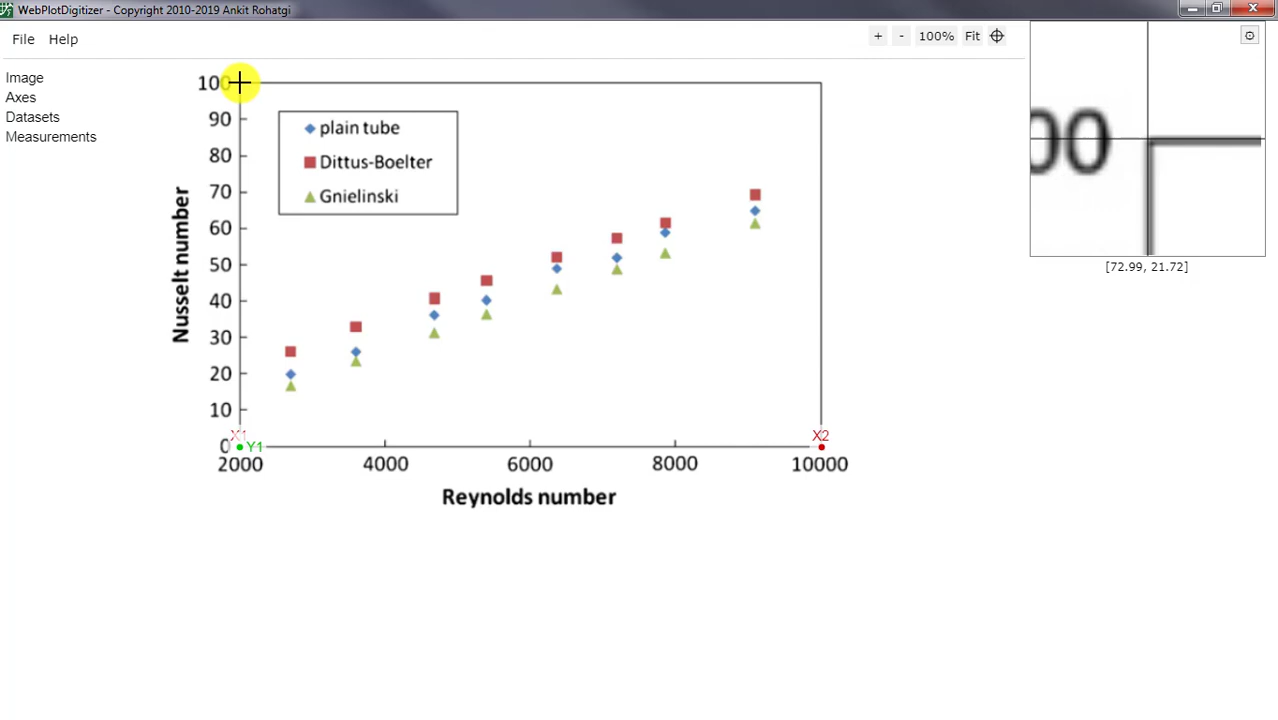 WebPlotDigitizer - Copyright 2010-2019 Ankit Rohatgi
File Help
+ - 100% Fit
Image
Axes
Datasets
Measurements
100
90
80
70
60
50
40
30
20
10
0
Nusselt number
plain tube
Dittus-Boelter
Gnielinski
X1
Y1
X2
2000 4000 6000 8000 10000
Reynolds number
00
[72.99, 21.72]